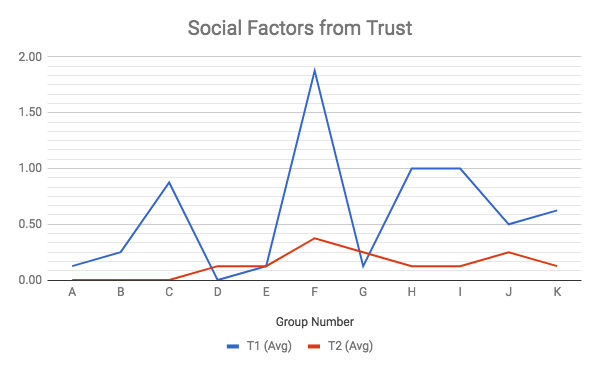 Social Factors from Trust
2.00
1.50
1.00
0.50
0.00
A B C D E F G H I J K
Group Number
T1 (Avg) T2 (Avg)